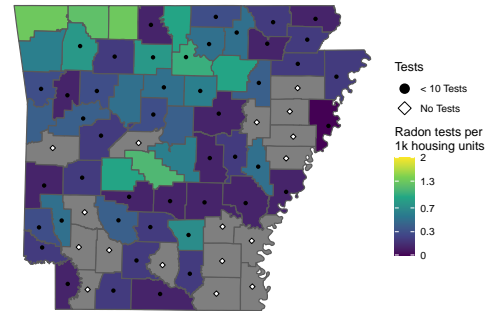 Tests
< 10 Tests
No Tests
Radon tests per
1k housing units
2
1.3
0.7
0.3
0